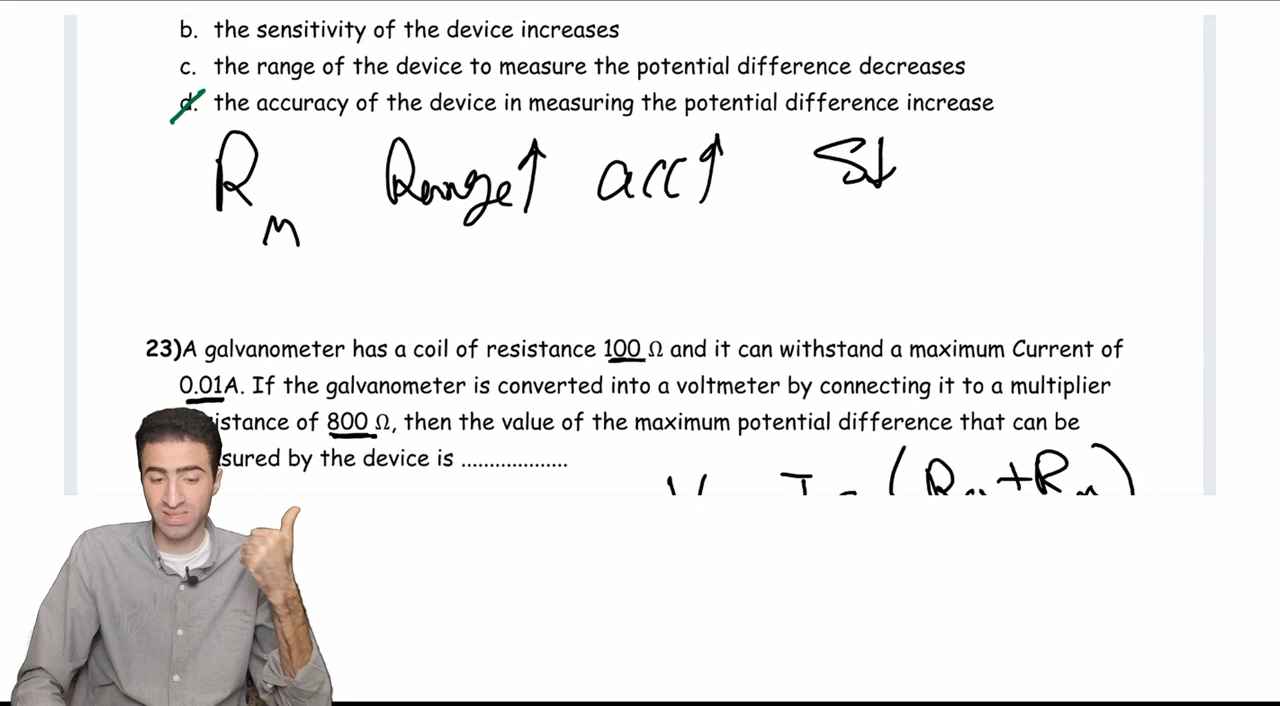 b. the sensitivity of the device increases
c. the range of the device to measure the potential difference decreases
d. the accuracy of the device in measuring the potential difference increase
R_M Range↑ acc↑ S↓
23)A galvanometer has a coil of resistance 100 Ω and it can withstand a maximum Current of
0.01A. If the galvanometer is converted into a voltmeter by connecting it to a multiplier
istance of 800 Ω, then the value of the maximum potential difference that can be
sured by the device is ...................
(R +R )